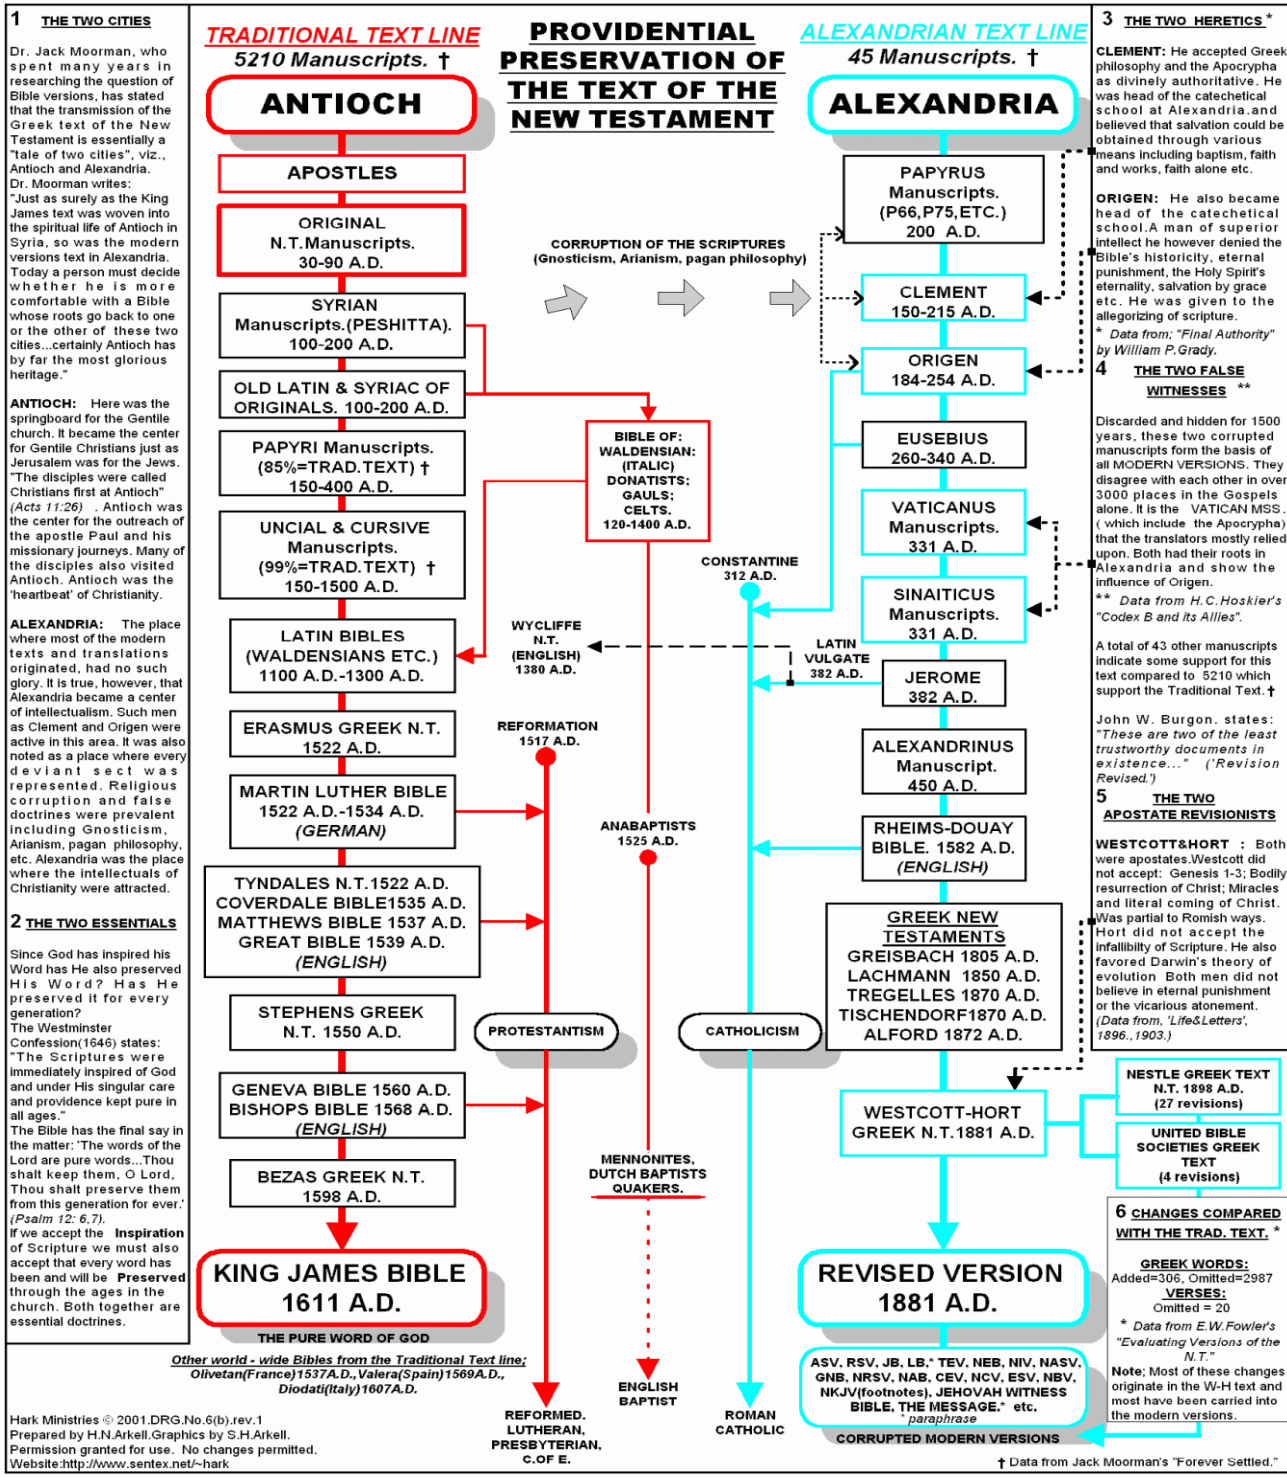 PROVIDENTIAL
PRESERVATION OF
THE TEXT OF THE
NEW TESTAMENT
1 THE TWO CITIES
Dr. Jack Moorman, who
spent many years in
researching the question of
Bible versions, has stated
that the transmission of the
Greek text of the New
Testament is essentially a
"tale of two cities", viz.,
Antioch and Alexandria.
Dr. Moorman writes:
"Just as surely as the King
James text was woven into
the spiritual life of Antioch in
Syria, so was the modern
versions text in Alexandria.
Today a person must decide
whether he is more
comfortable with a Bible
whose roots go back to one
or the other of these two
cities...certainly Antioch has
by far the most glorious
heritage."
ANTIOCH: Here was the
springboard for the Gentile
church. It became the center
for Gentile Christians just as
Jerusalem was for the Jews.
"The disciples were called
Christians first at Antioch"
(Acts 11:26) . Antioch was
the center for the outreach of
the apostle Paul and his
missionary journeys. Many of
the disciples also visited
Antioch. Antioch was the
'heartbeat' of Christianity.
ALEXANDRIA: The place
where most of the modern
texts and translations
originated, had no such
glory. It is true, however, that
Alexandria became a center
of intellectualism. Such men
as Clement and Origen were
active in this area. It was also
noted as a place where every
deviant sect was
represented. Religious
corruption and false
doctrines were prevalent
including Gnosticism,
Arianism, pagan philosophy,
etc. Alexandria was the place
where the intellectuals of
Christianity were attracted.
2 THE TWO ESSENTIALS
Since God has inspired his
Word has He also preserved
His Word? Has He
preserved it for every
generation?
The Westminster
Confession(1646) states:
"The Scriptures were
immediately inspired of God
and under His singular care
and providence kept pure in
all ages."
The Bible has the final say in
the matter: 'The words of the
Lord are pure words...Thou
shalt keep them, O Lord,
Thou shalt preserve them
from this generation for ever.'
(Psalm 12: 6,7).
If we accept the Inspiration
of Scripture we must also
accept that every word has
been and will be Preserved
through the ages in the
church. Both together are
essential doctrines.
TRADITIONAL TEXT LINE
5210 Manuscripts. †
ANTIOCH
APOSTLES
ORIGINAL
N.T.Manuscripts.
30-90 A.D.
SYRIAN
Manuscripts.(PESHITTA).
100-200 A.D.
OLD LATIN & SYRIAC OF
ORIGINALS. 100-200 A.D.
PAPYRI Manuscripts.
(85%=TRAD.TEXT) †
150-400 A.D.
UNCIAL & CURSIVE
Manuscripts.
(99%=TRAD.TEXT) †
150-1500 A.D.
LATIN BIBLES
(WALDENSIANS ETC.)
1100 A.D.-1300 A.D.
ERASMUS GREEK N.T.
1522 A.D.
MARTIN LUTHER BIBLE
1522 A.D.-1534 A.D.
(GERMAN)
TYNDALES N.T.1522 A.D.
COVERDALE BIBLE1535 A.D.
MATTHEWS BIBLE 1537 A.D.
GREAT BIBLE 1539 A.D.
(ENGLISH)
STEPHENS GREEK
N.T. 1550 A.D.
GENEVA BIBLE 1560 A.D.
BISHOPS BIBLE 1568 A.D.
(ENGLISH)
BEZAS GREEK N.T.
1598 A.D.
KING JAMES BIBLE
1611 A.D.
THE PURE WORD OF GOD
Other world - wide Bibles from the Traditional Text line;
Olivetan(France)1537A.D.,Valera(Spain)1569A.D.,
Diodati(Italy)1607A.D.
CORRUPTION OF THE SCRIPTURES
(Gnosticism, Arianism, pagan philosophy)
BIBLE OF:
WALDENSIAN:
(ITALIC)
DONATISTS;
GAULS;
CELTS.
120-1400 A.D.
CONSTANTINE
312 A.D.
WYCLIFFE
N.T.
(ENGLISH)
1380 A.D.
LATIN
VULGATE
382 A.D.
REFORMATION
1517 A.D.
ANABAPTISTS
1525 A.D.
PROTESTANTISM
CATHOLICISM
MENNONITES,
DUTCH BAPTISTS
QUAKERS.
REFORMED.
LUTHERAN,
PRESBYTERIAN,
C.OF E.
ENGLISH
BAPTIST
ROMAN
CATHOLIC
ALEXANDRIAN TEXT LINE
45 Manuscripts. †
ALEXANDRIA
PAPYRUS
Manuscripts.
(P66,P75,ETC.)
200 A.D.
CLEMENT
150-215 A.D.
ORIGEN
184-254 A.D.
EUSEBIUS
260-340 A.D.
VATICANUS
Manuscripts.
331 A.D.
SINAITICUS
Manuscripts.
331 A.D.
JEROME
382 A.D.
ALEXANDRINUS
Manuscript.
450 A.D.
RHEIMS-DOUAY
BIBLE. 1582 A.D.
(ENGLISH)
GREEK NEW
TESTAMENTS
GREISBACH 1805 A.D.
LACHMANN 1850 A.D.
TREGELLES 1870 A.D.
TISCHENDORF1870 A.D.
ALFORD 1872 A.D.
WESTCOTT-HORT
GREEK N.T.1881 A.D.
NESTLE GREEK TEXT
N.T. 1898 A.D.
(27 revisions)
UNITED BIBLE
SOCIETIES GREEK
TEXT
(4 revisions)
REVISED VERSION
1881 A.D.
ASV, RSV, JB, LB,* TEV, NEB, NIV, NASV,
GNB, NRSV, NAB, CEV, NCV, ESV, NBV,
NKJV(footnotes), JEHOVAH WITNESS
BIBLE, THE MESSAGE.* etc.
* paraphrase
CORRUPTED MODERN VERSIONS
3 THE TWO HERETICS *
CLEMENT: He accepted Greek
philosophy and the Apocrypha
as divinely authoritative. He
was head of the catechetical
school at Alexandria.and
believed that salvation could be
obtained through various
means including baptism, faith
and works, faith alone etc.
ORIGEN: He also became
head of the catechetical
school.A man of superior
intellect he however denied the
Bible's historicity, eternal
punishment, the Holy Spirit's
eternality, salvation by grace
etc. He was given to the
allegorizing of scripture.
* Data from; "Final Authority"
by William P.Grady.
4 THE TWO FALSE
WITNESSES **
Discarded and hidden for 1500
years, these two corrupted
manuscripts form the basis of
all MODERN VERSIONS. They
disagree with each other in over
3000 places in the Gospels
alone. It is the VATICAN MSS.
( which include the Apocrypha)
that the translators mostly relied
upon. Both had their roots in
Alexandria and show the
influence of Origen.
** Data from H.C.Hoskier's
"Codex B and its Allies".
A total of 43 other manuscripts
indicate some support for this
text compared to 5210 which
support the Traditional Text.†
John W. Burgon. states:
"These are two of the least
trustworthy documents in
existence..." ('Revision
Revised.')
5 THE TWO
APOSTATE REVISIONISTS
WESTCOTT&HORT : Both
were apostates.Westcott did
not accept: Genesis 1-3; Bodily
resurrection of Christ; Miracles
and literal coming of Christ.
Was partial to Romish ways.
Hort did not accept the
infallibilty of Scripture. He also
favored Darwin's theory of
evolution Both men did not
believe in eternal punishment
or the vicarious atonement.
(Data from, 'Life&Letters',
1896.,1903.)
6 CHANGES COMPARED
WITH THE TRAD. TEXT. *
GREEK WORDS:
Added=306, Omitted=2987
VERSES:
Omitted = 20
* Data from E.W.Fowler's
"Evaluating Versions of the
N.T."
Note; Most of these changes
originate in the W-H text and
most have been carried into
the modern versions.
† Data from Jack Moorman's "Forever Settled."
Hark Ministries © 2001.DRG.No.6(b).rev.1
Prepared by H.N.Arkell.Graphics by S.H.Arkell.
Permission granted for use. No changes permitted.
Website:http://www.sentex.net/~hark